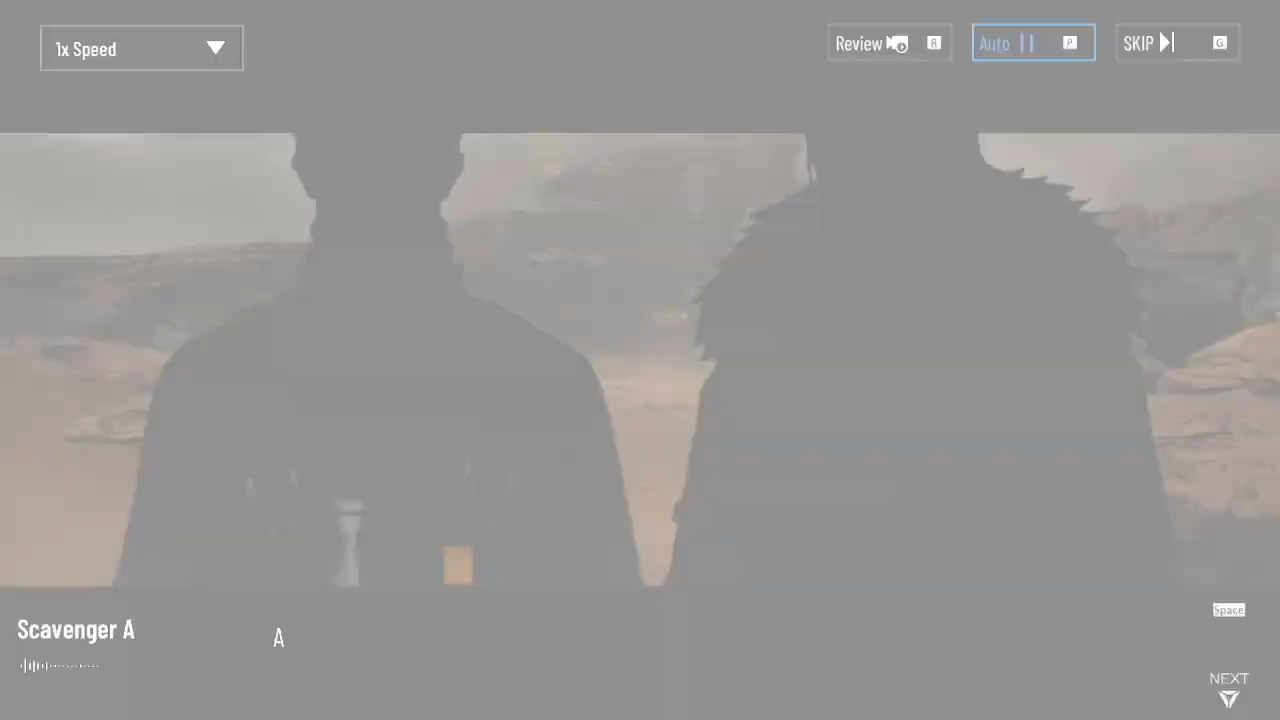 1x Speed
Review R
Auto P
SKIP G
Scavenger A
A
Space
NEXT